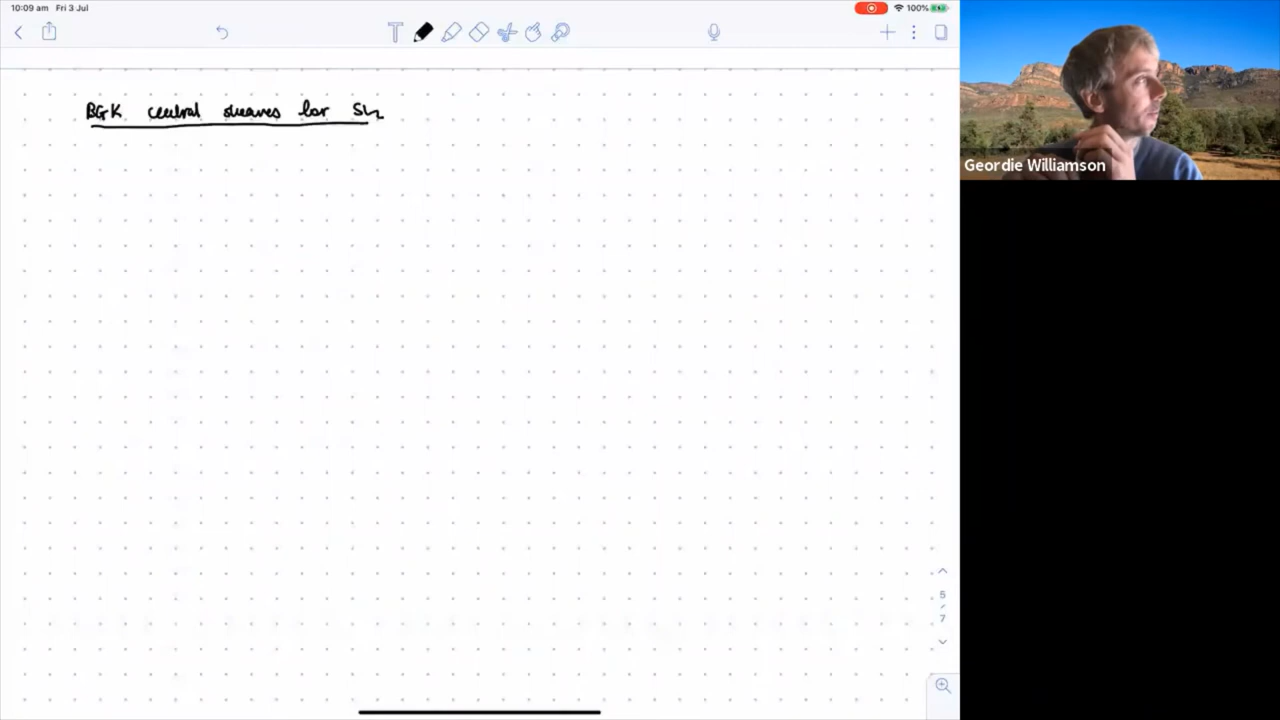 10:09 am Fri 3 Jul
100%
BGK central sheaves for SL2
Geordie Williamson
5
7